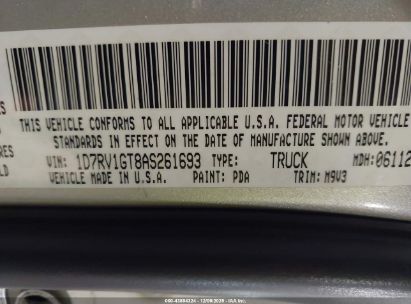 THIS VEHICLE CONFORMS TO ALL APPLICABLE U.S.A. FEDERAL MOTOR VEHICLE
STANDARDS IN EFFECT ON THE DATE OF MANUFACTURE SHOWN ABOVE.
VIN: 1D7RV1GT8AS261693 TYPE: TRUCK MDH: 06112
VEHICLE MADE IN U.S.A. PAINT: PDA TRIM: M9V3